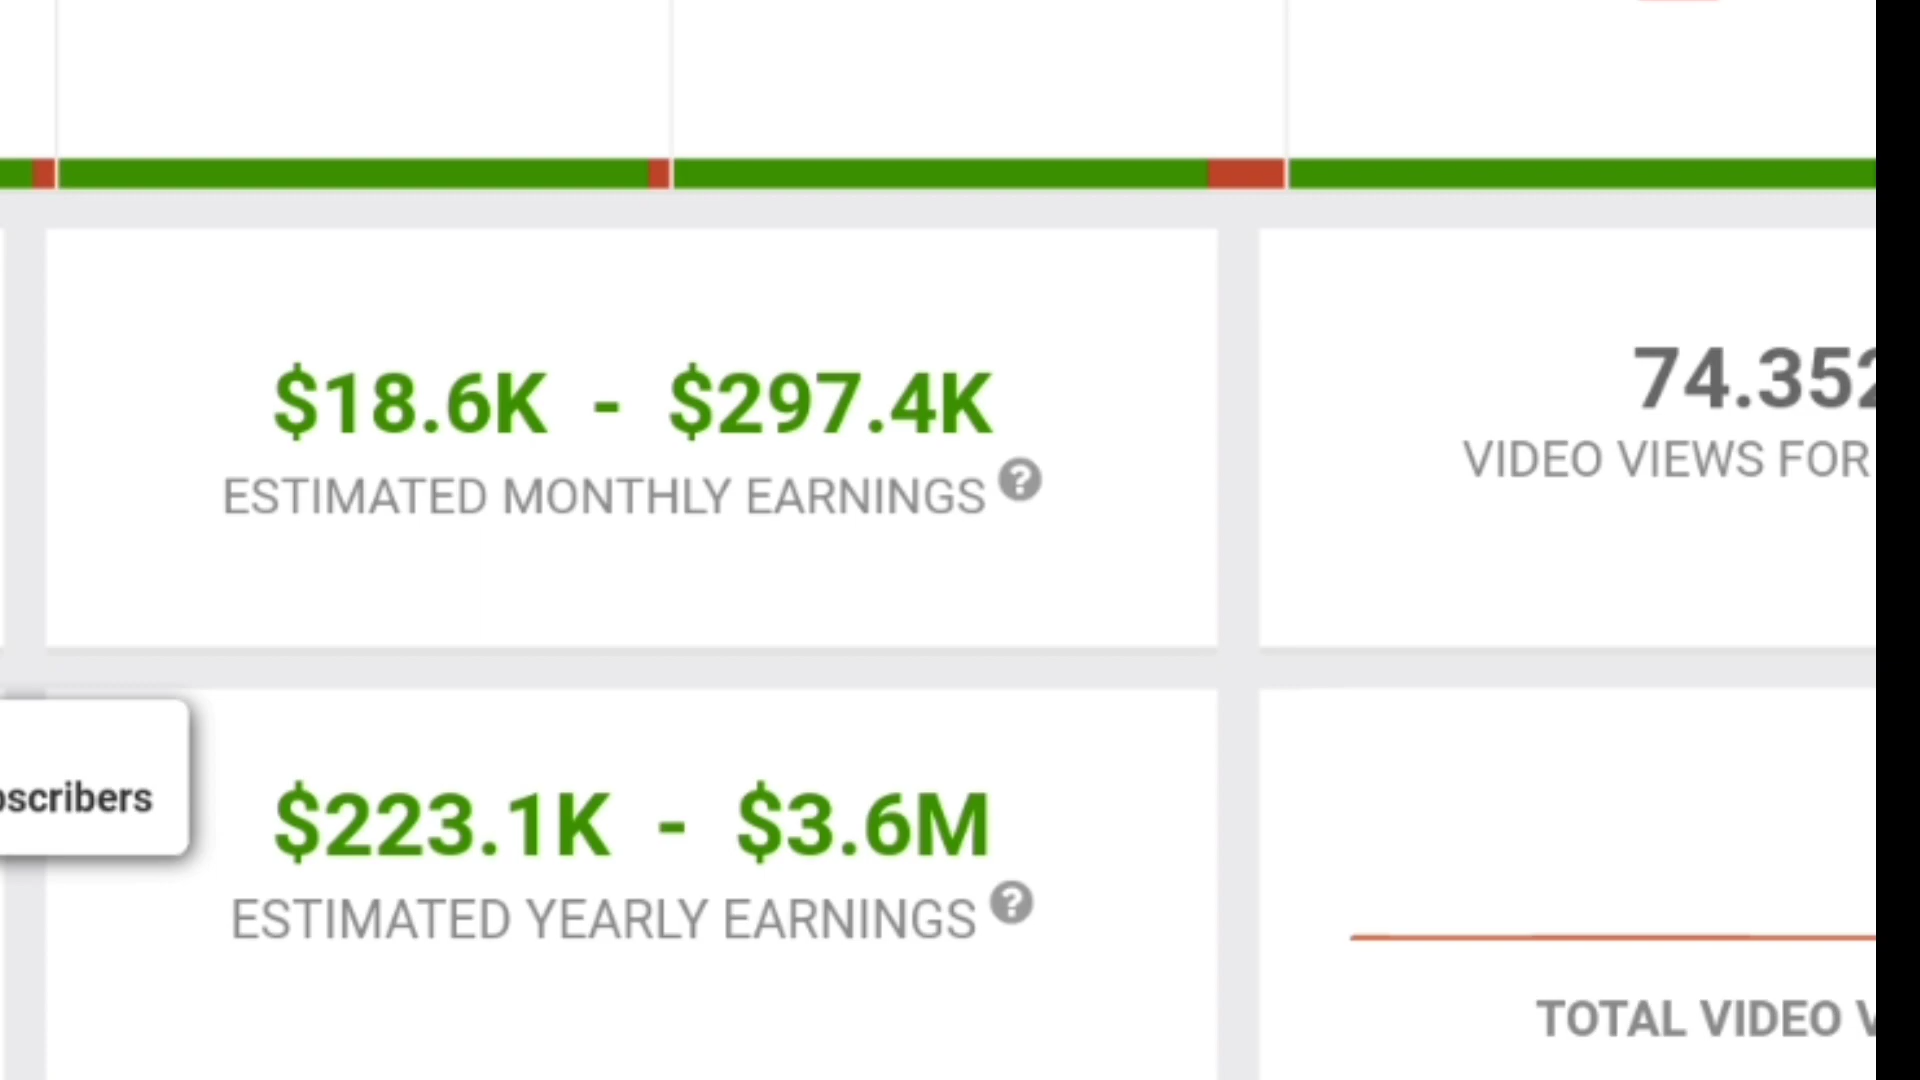 $18.6K - $297.4K
ESTIMATED MONTHLY EARNINGS ?
74.352
VIDEO VIEWS FOR
$223.1K - $3.6M
ESTIMATED YEARLY EARNINGS ?
TOTAL VIDEO